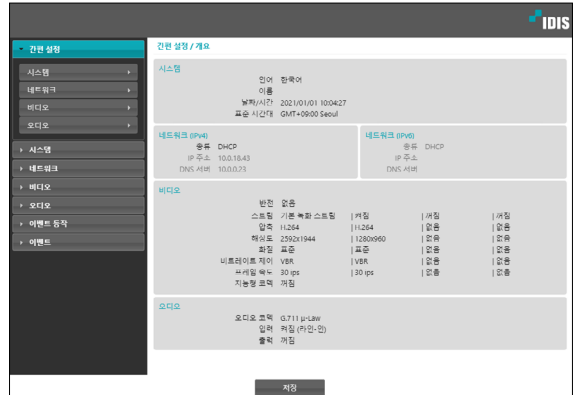 IDIS
간편 설정
시스템
네트워크
비디오
오디오
시스템
네트워크
비디오
오디오
이벤트 동작
이벤트
간편 설정 / 개요
시스템
언어 한국어
이름
날짜/시간 2021/01/01 10:04:27
표준 시간대 GMT+09:00 Seoul
네트워크 (IPv4)
종류 DHCP
IP 주소 10.0.18.43
DNS 서버 10.0.0.23
네트워크 (IPv6)
종류 DHCP
IP 주소
DNS 서버
비디오
반전 없음
스트림 기본 녹화 스트림 | 켜짐 | 꺼짐 | 꺼짐
압축 H.264 | H.264 | 없음 | 없음
해상도 2592x1944 | 1280x960 | 없음 | 없음
화질 표준 | 표준 | 없음 | 없음
비트레이트 제어 VBR | VBR | 없음 | 없음
프레임 속도 30 ips | 30 ips | 없음 | 없음
지능형 코덱 꺼짐
오디오
오디오 코덱 G.711 μ-Law
입력 켜짐 (라인-인)
출력 꺼짐
저장